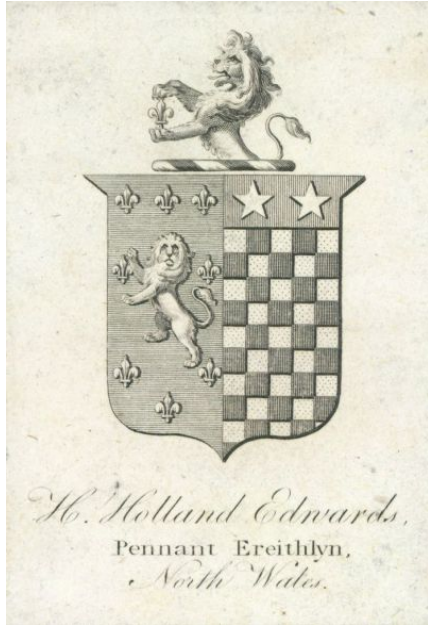 H. Holland Edwards,
Pennant Ereithlyn,
North Wales.